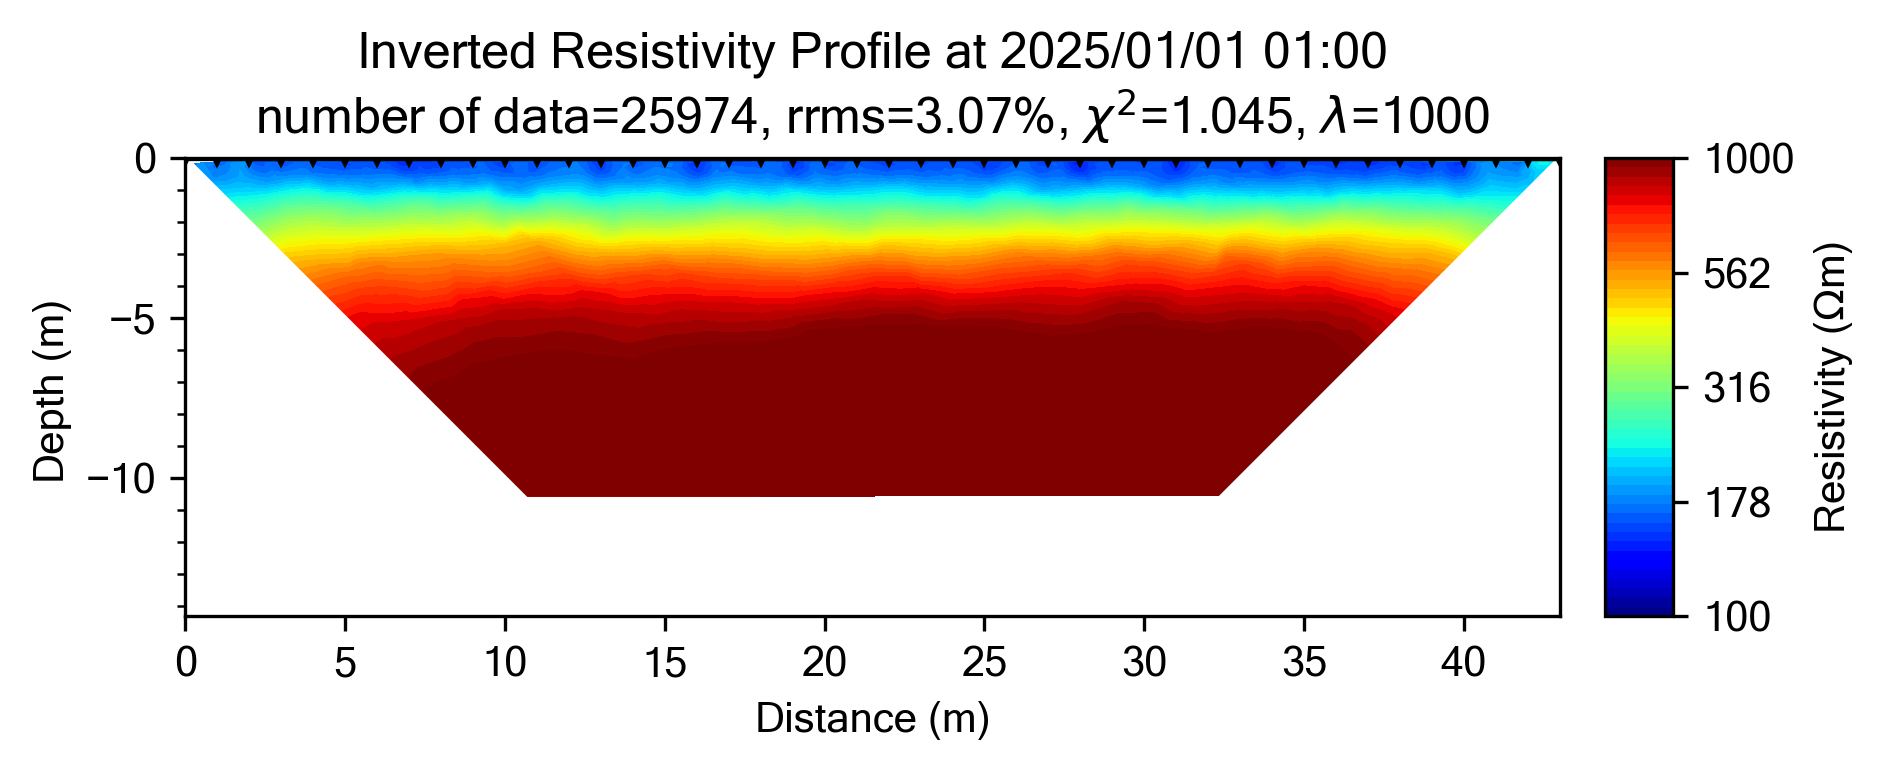 Inverted Resistivity Profile at 2025/01/01 01:00
number of data=25974, rrms=3.07%, χ²=1.045, λ=1000
0
−5
−10
Depth (m)
0 5 10 15 20 25 30 35 40
Distance (m)
1000
562
316
178
100
Resistivity (Ωm)